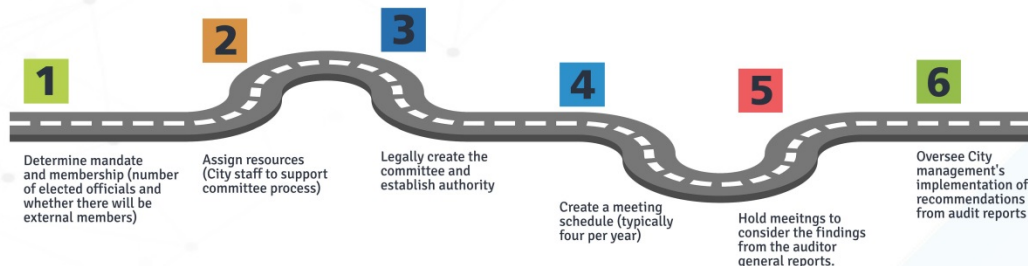 1
Determine mandate
and membership (number
of elected officials and
whether there will be
external members)
2
Assign resources
(City staff to support
committee process)
3
Legally create the
committee and
establish authority
4
Create a meeting
schedule (typically
four per year)
5
Hold meeitngs to
consider the findings
from the auditor
general reports.
6
Oversee City
management's
implementation of
recommendations
from audit reports